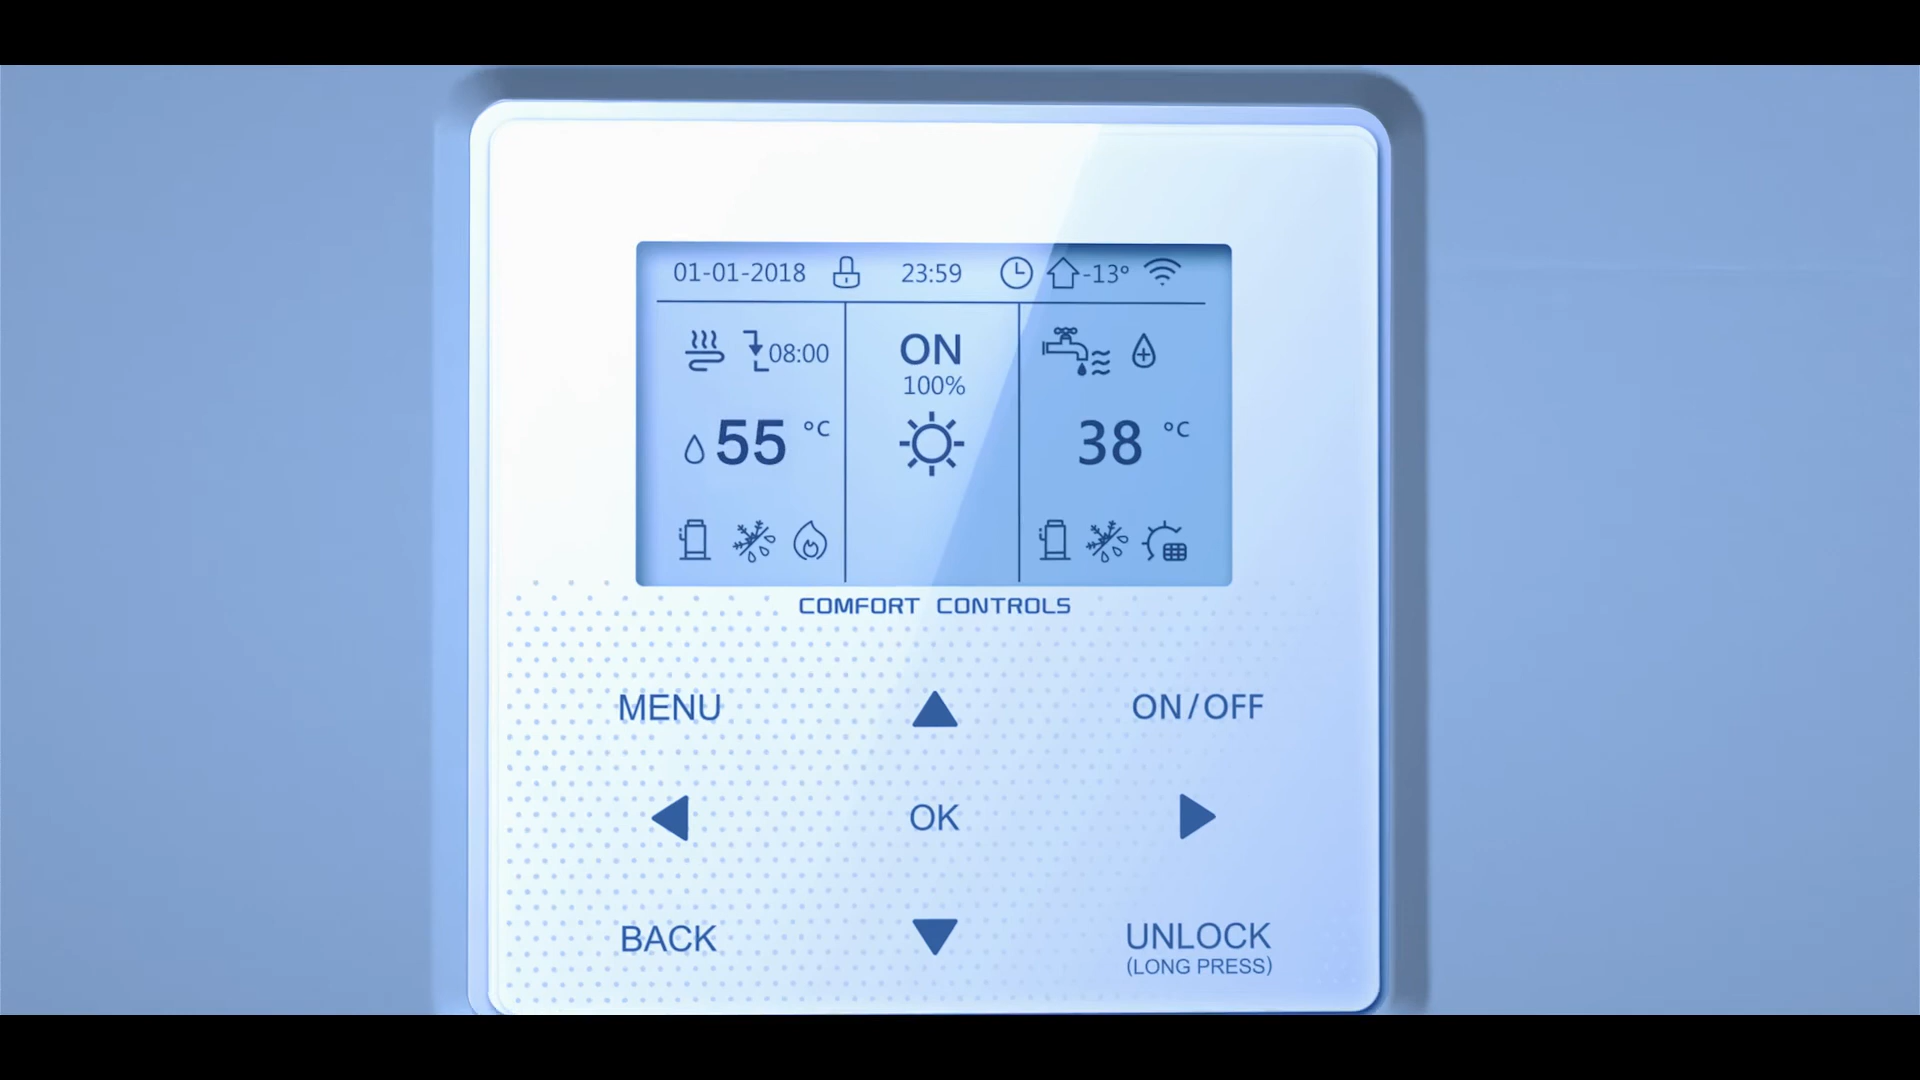 01-01-2018 23:59 -13°
08:00 ON
100%
55 °C 38 °C
COMFORT CONTROLS
MENU ON/OFF
OK
BACK UNLOCK
(LONG PRESS)